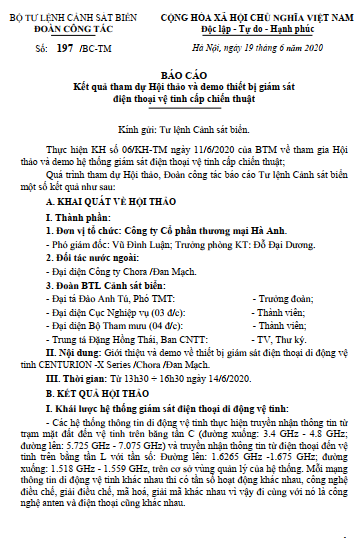 BỘ TƯ LỆNH CẢNH SÁT BIỂN
ĐOÀN CÔNG TÁC
Số: 197 /BC-TM
CỘNG HÒA XÃ HỘI CHỦ NGHĨA VIỆT NAM
Độc lập - Tự do - Hạnh phúc
Hà Nội, ngày 19 tháng 6 năm 2020
BÁO CÁO
Kết quả tham dự Hội thảo và demo thiết bị giám sát
điện thoại vệ tinh cấp chiến thuật
Kính gửi: Tư lệnh Cảnh sát biển.
Thực hiện KH số 06/KH-TM ngày 11/6/2020 của BTM về tham gia Hội
thảo và demo hệ thống giám sát điện thoại vệ tinh cấp chiến thuật;
Quá trình tham dự Hội thảo, Đoàn công tác báo cáo Tư lệnh Cảnh sát biển
một số kết quả như sau:
A. KHAI QUÁT VỀ HỘI THẢO
I. Thành phần:
1. Đơn vị tổ chức: Công ty Cổ phần thương mại Hà Anh.
- Phó giám đốc: Vũ Đình Luận; Trưởng phòng KT: Đỗ Đại Dương.
2. Đối tác nước ngoài:
- Đại diện Công ty Chora /Đan Mạch.
3. Đoàn BTL Cảnh sát biển:
- Đại tá Đào Anh Tú, Phó TMT: - Trưởng đoàn;
- Đại diện Cục Nghiệp vụ (03 đ/c): - Thành viên;
- Đại diện Bộ Tham mưu (04 đ/c): - Thành viên;
- Trung tá Đặng Hồng Thái, Ban CNTT: - TV, Thư ký.
II. Nội dung: Giới thiệu và demo về thiết bị giám sát điện thoại di động vệ
tinh CENTURION -X Series /Chora /Đan Mạch.
III. Thời gian: Từ 13h30 ÷ 16h30 ngày 14/6/2020.
B. KẾT QUẢ HỘI THẢO
I. Khái lược hệ thống giám sát điện thoại di động vệ tinh:
- Các hệ thống thông tin di động vệ tinh thực hiện truyền nhận thông tin từ
trạm mặt đất đến vệ tinh trên băng tần C (đường xuống: 3.4 GHz - 4.8 GHz;
đường lên: 5.725 GHz - 7.075 GHz) và truyền nhận thông tin từ điện thoại đến vệ
tinh trên băng tần L với tần số: Đường lên: 1.6265 GHz -1.675 GHz; đường
xuống: 1.518 GHz - 1.559 GHz, trên cơ sở vùng quản lý của hệ thống. Mỗi mạng
thông tin di động vệ tinh khác nhau thì có tần số hoạt động khác nhau, công nghệ
điều chế, giải điều chế, mã hoá, giải mã khác nhau vì vậy đi cùng với nó là công
nghệ anten và điện thoại cũng khác nhau.